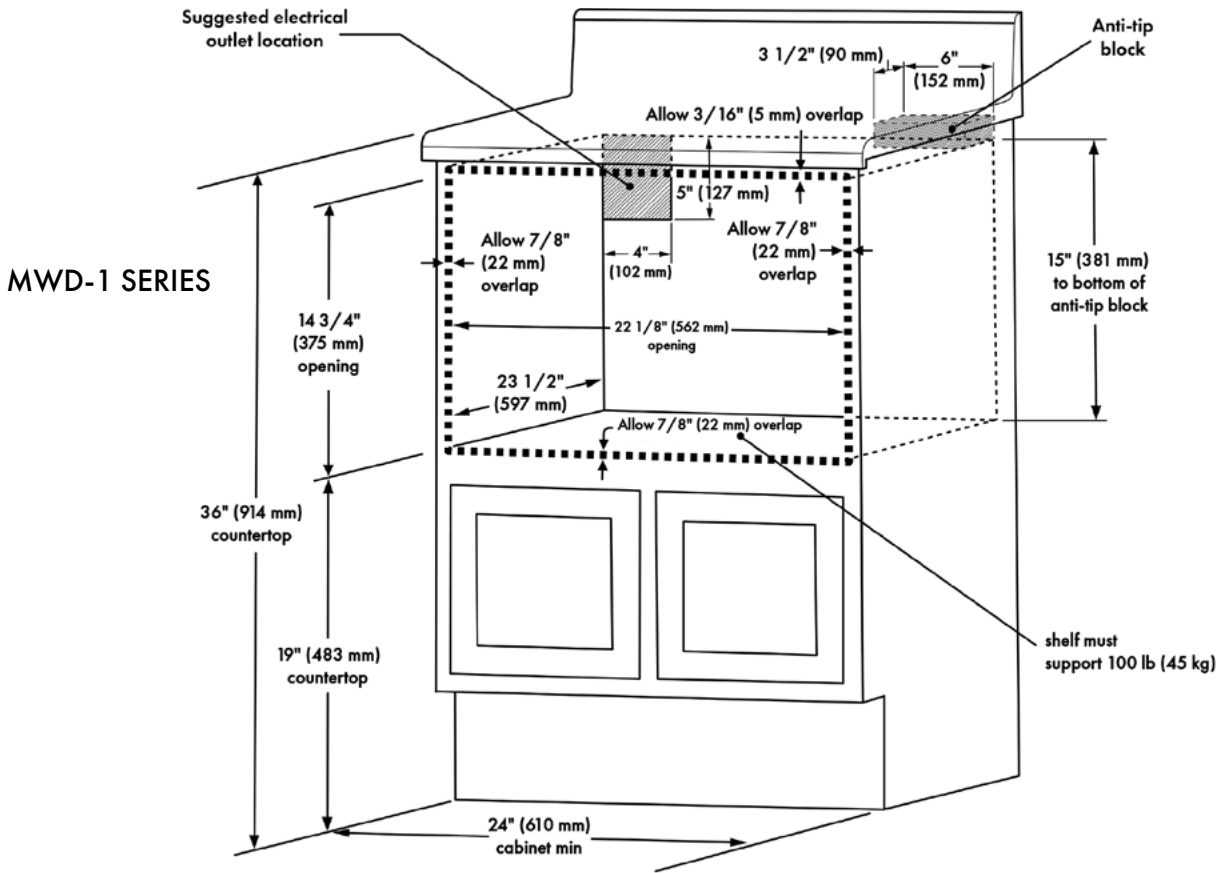 Suggested electrical
outlet location
Anti-tip
block
3 1/2" (90 mm)
6"
(152 mm)
Allow 3/16" (5 mm) overlap
5" (127 mm)
Allow 7/8"
(22 mm)
overlap
4"
(102 mm)
Allow 7/8"
(22 mm)
overlap
15" (381 mm)
to bottom of
anti-tip block
MWD-1 SERIES
14 3/4"
(375 mm)
opening
22 1/8" (562 mm)
opening
23 1/2"
(597 mm)
Allow 7/8" (22 mm) overlap
36" (914 mm)
countertop
19" (483 mm)
countertop
shelf must
support 100 lb (45 kg)
24" (610 mm)
cabinet min